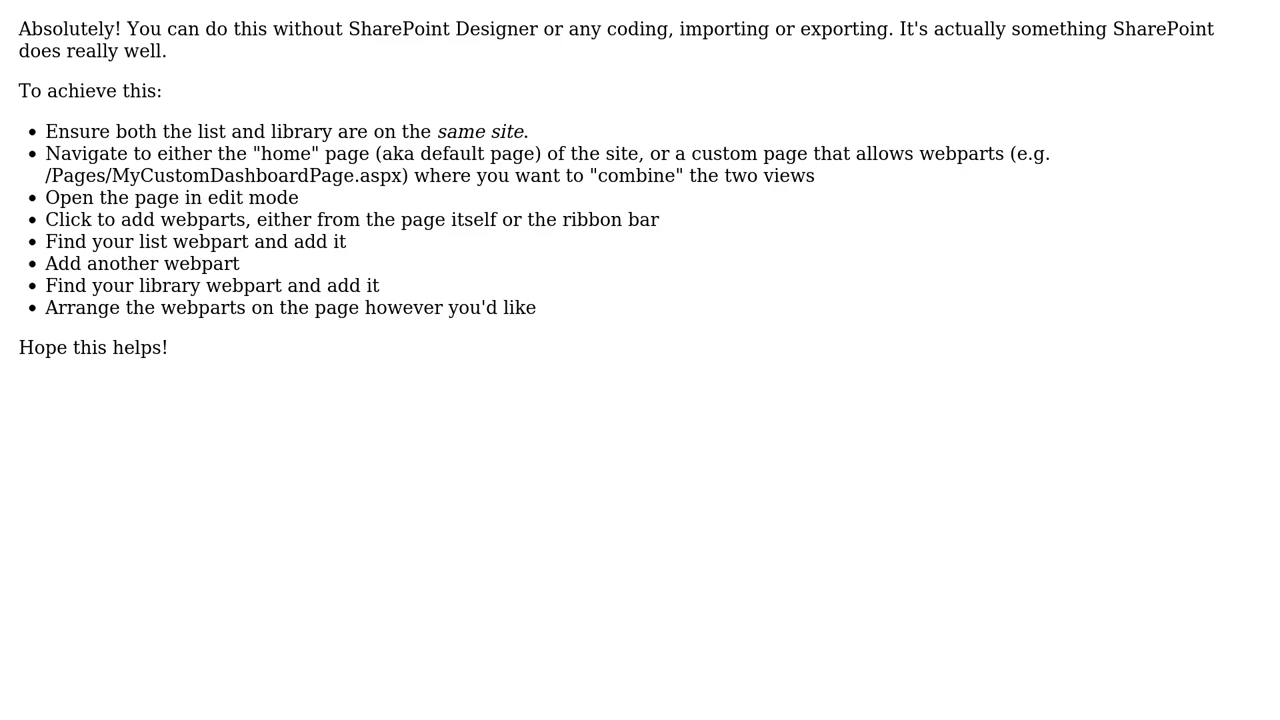 Absolutely! You can do this without SharePoint Designer or any coding, importing or exporting. It's actually something SharePoint
does really well.
To achieve this:
• Ensure both the list and library are on the same site.
• Navigate to either the "home" page (aka default page) of the site, or a custom page that allows webparts (e.g.
/Pages/MyCustomDashboardPage.aspx) where you want to "combine" the two views
• Open the page in edit mode
• Click to add webparts, either from the page itself or the ribbon bar
• Find your list webpart and add it
• Add another webpart
• Find your library webpart and add it
• Arrange the webparts on the page however you'd like
Hope this helps!